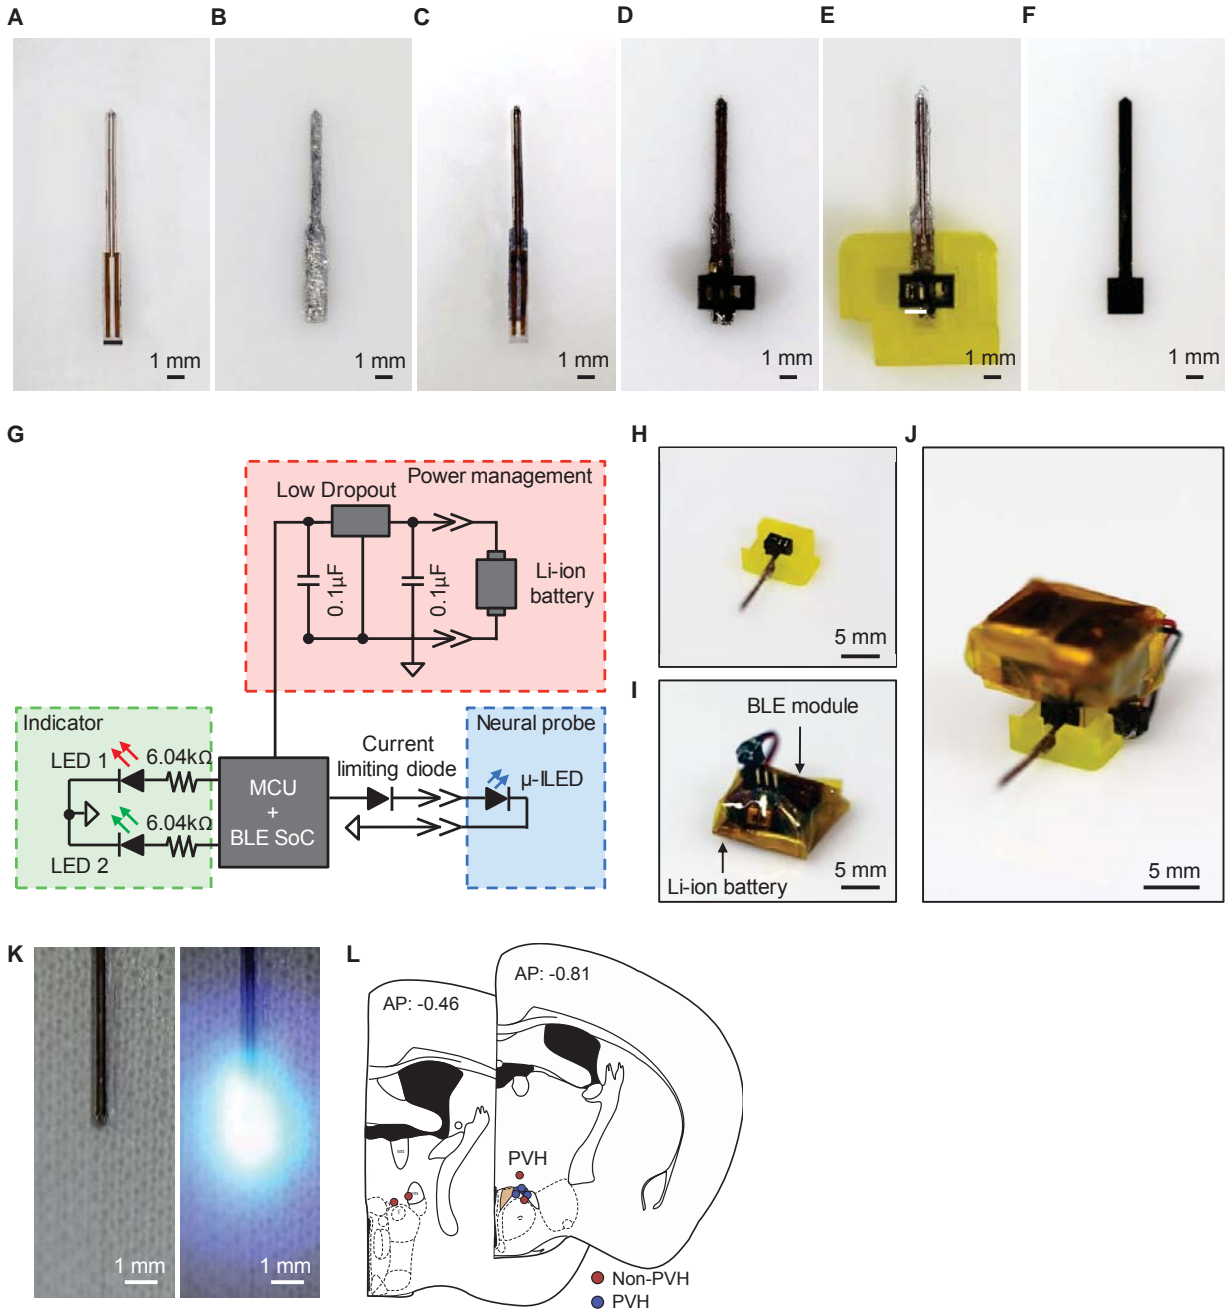 A
B
C
D
E
F
1 mm
1 mm
1 mm
1 mm
1 mm
1 mm
G
Power management
Low Dropout
0.1µF
0.1µF
Li-ion
battery
Indicator
LED 1
6.04kΩ
6.04kΩ
LED 2
MCU
+
BLE SoC
Current
limiting diode
Neural probe
µ-ILED
H
5 mm
I
BLE module
Li-ion battery
5 mm
J
5 mm
K
1 mm
1 mm
L
AP: -0.46
AP: -0.81
PVH
Non-PVH
PVH